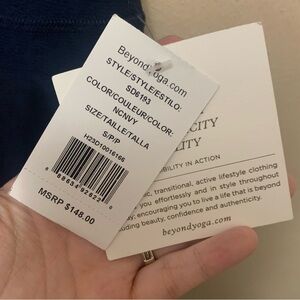 Beyondyoga.com
STYLE/STYLE/ESTILO:
SD6183
COLOR/COULEUR/COLOR:
NCNVY
SIZE/TAILLE/TALLA
S/P/P
H23D10016166
MSRP $148.00
CITY
ITY
IN ACTION
transitional, active lifestyle clothing
you effortlessly and in style throughout
encouraging you to live a life that is beyond
beauty, confidence and authenticity.
beyondyoga.com